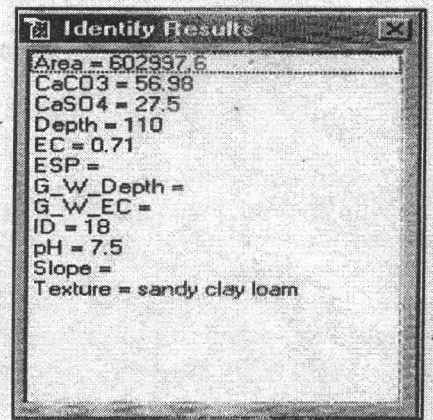 Identify Results
Area = 602997.6
CaCO3 = 56.98
CaSO4 = 27.5
Depth = 110
EC = 0.71
ESP =
G_W_Depth =
G_W_EC =
ID = 18
pH = 7.5
Slope =
Texture = sandy clay loam